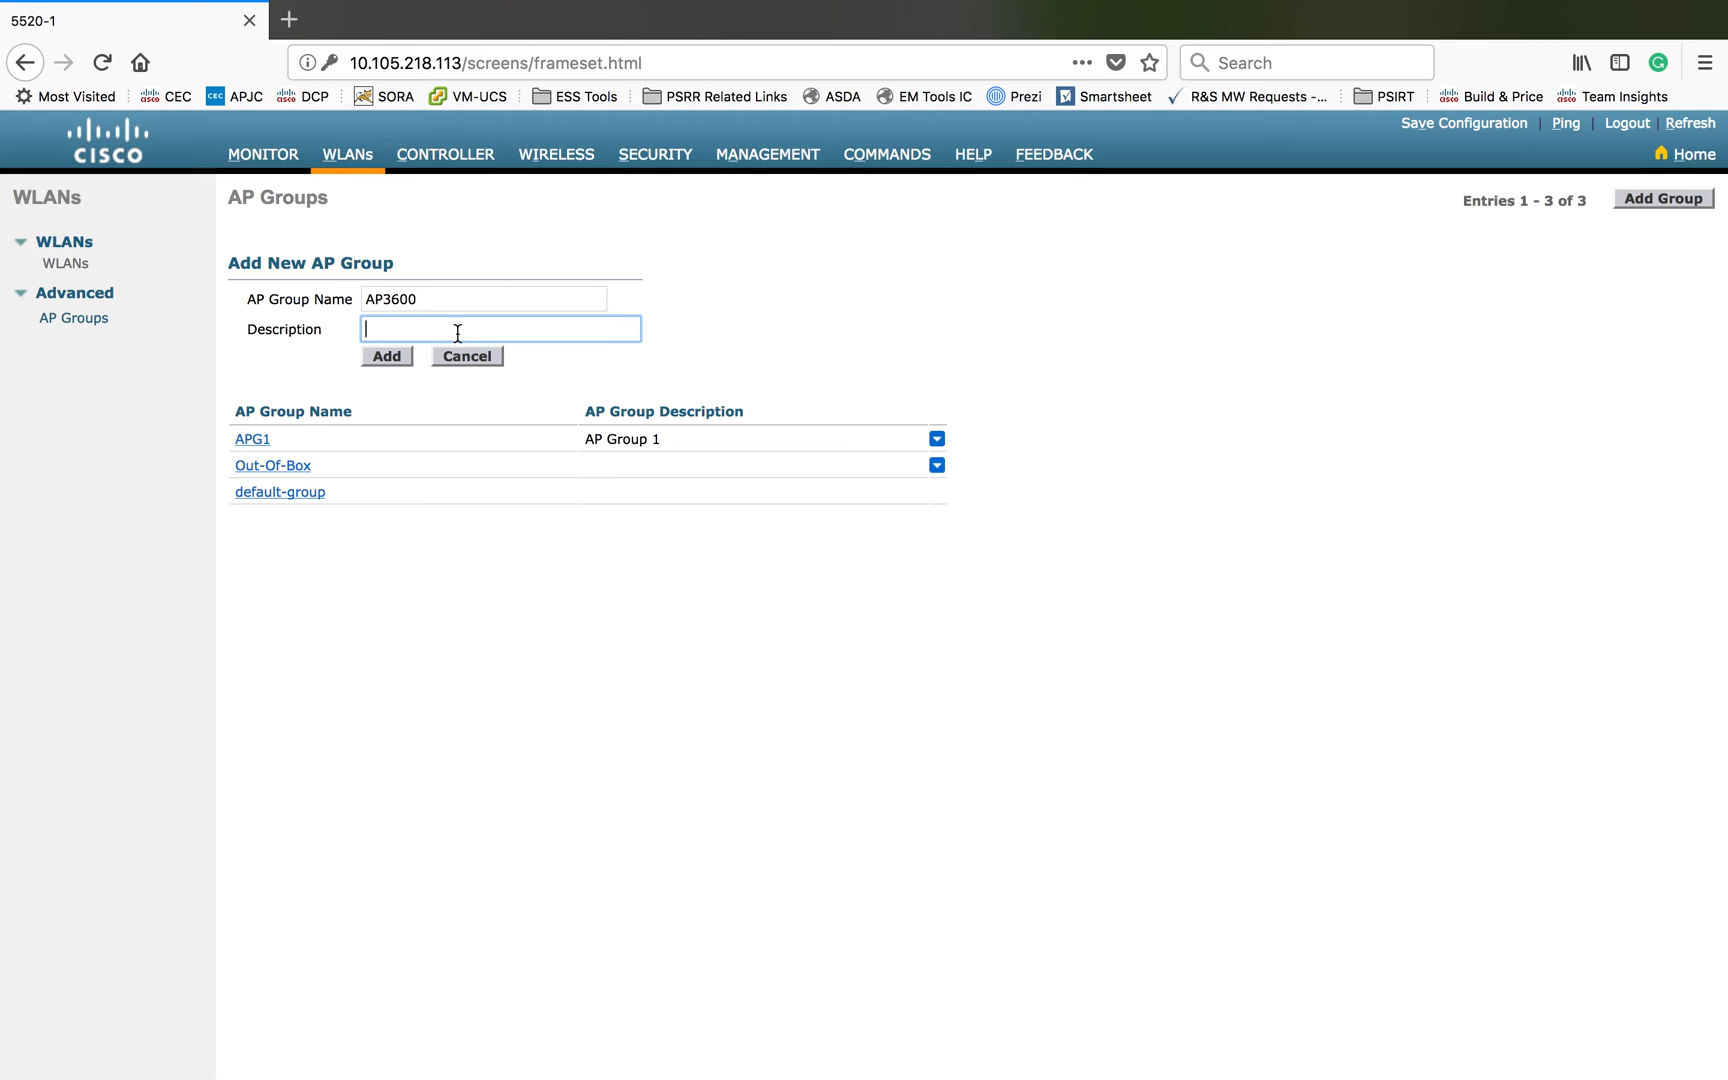 5520-1
10.105.218.113/screens/frameset.html
Search
Most Visited CEC CEC APJC DCP SORA VM-UCS ESS Tools PSRR Related Links ASDA EM Tools IC Prezi Smartsheet R&S MW Requests -... PSIRT Build & Price Team Insights
Save Configuration | Ping | Logout | Refresh
CISCO MONITOR WLANs CONTROLLER WIRELESS SECURITY MANAGEMENT COMMANDS HELP FEEDBACK Home
WLANs
AP Groups
Entries 1 - 3 of 3
Add Group
WLANs
WLANs
Advanced
AP Groups
Add New AP Group
AP Group Name AP3600
Description
Add Cancel
AP Group Name AP Group Description
APG1 AP Group 1
Out-Of-Box
default-group